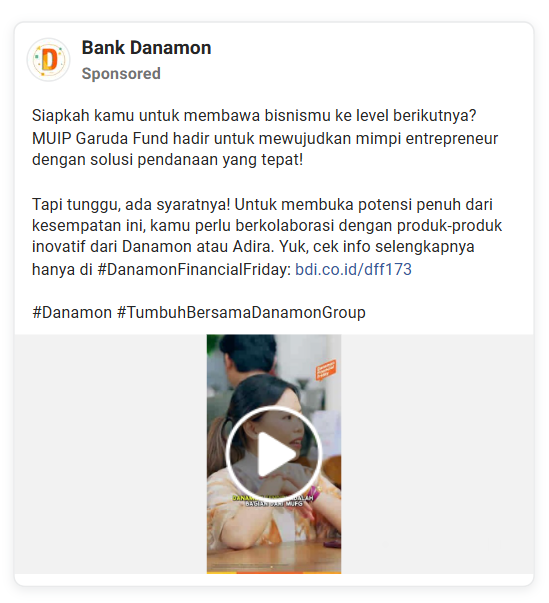 Bank Danamon
Sponsored
Siapkah kamu untuk membawa bisnismu ke level berikutnya?
MUIP Garuda Fund hadir untuk mewujudkan mimpi entrepreneur
dengan solusi pendanaan yang tepat!
Tapi tunggu, ada syaratnya! Untuk membuka potensi penuh dari
kesempatan ini, kamu perlu berkolaborasi dengan produk-produk
inovatif dari Danamon atau Adira. Yuk, cek info selengkapnya
hanya di #DanamonFinancialFriday: bdi.co.id/dff173
#Danamon #TumbuhBersamaDanamonGroup
BAGIAN DARI MUFG